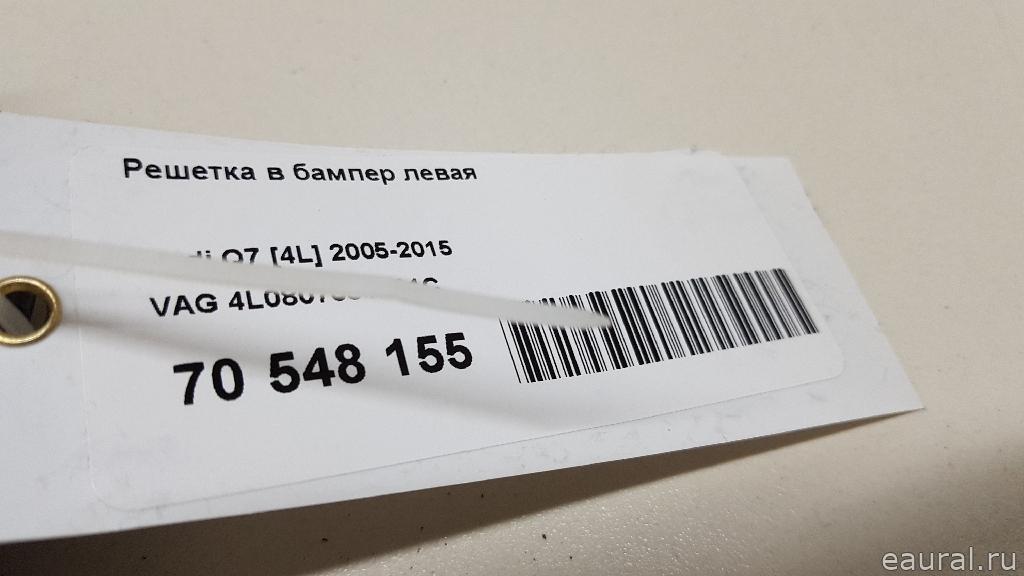 Решетка в бампер левая
Q7 [4L] 2005-2015
VAG
70 548 155
eaural.ru